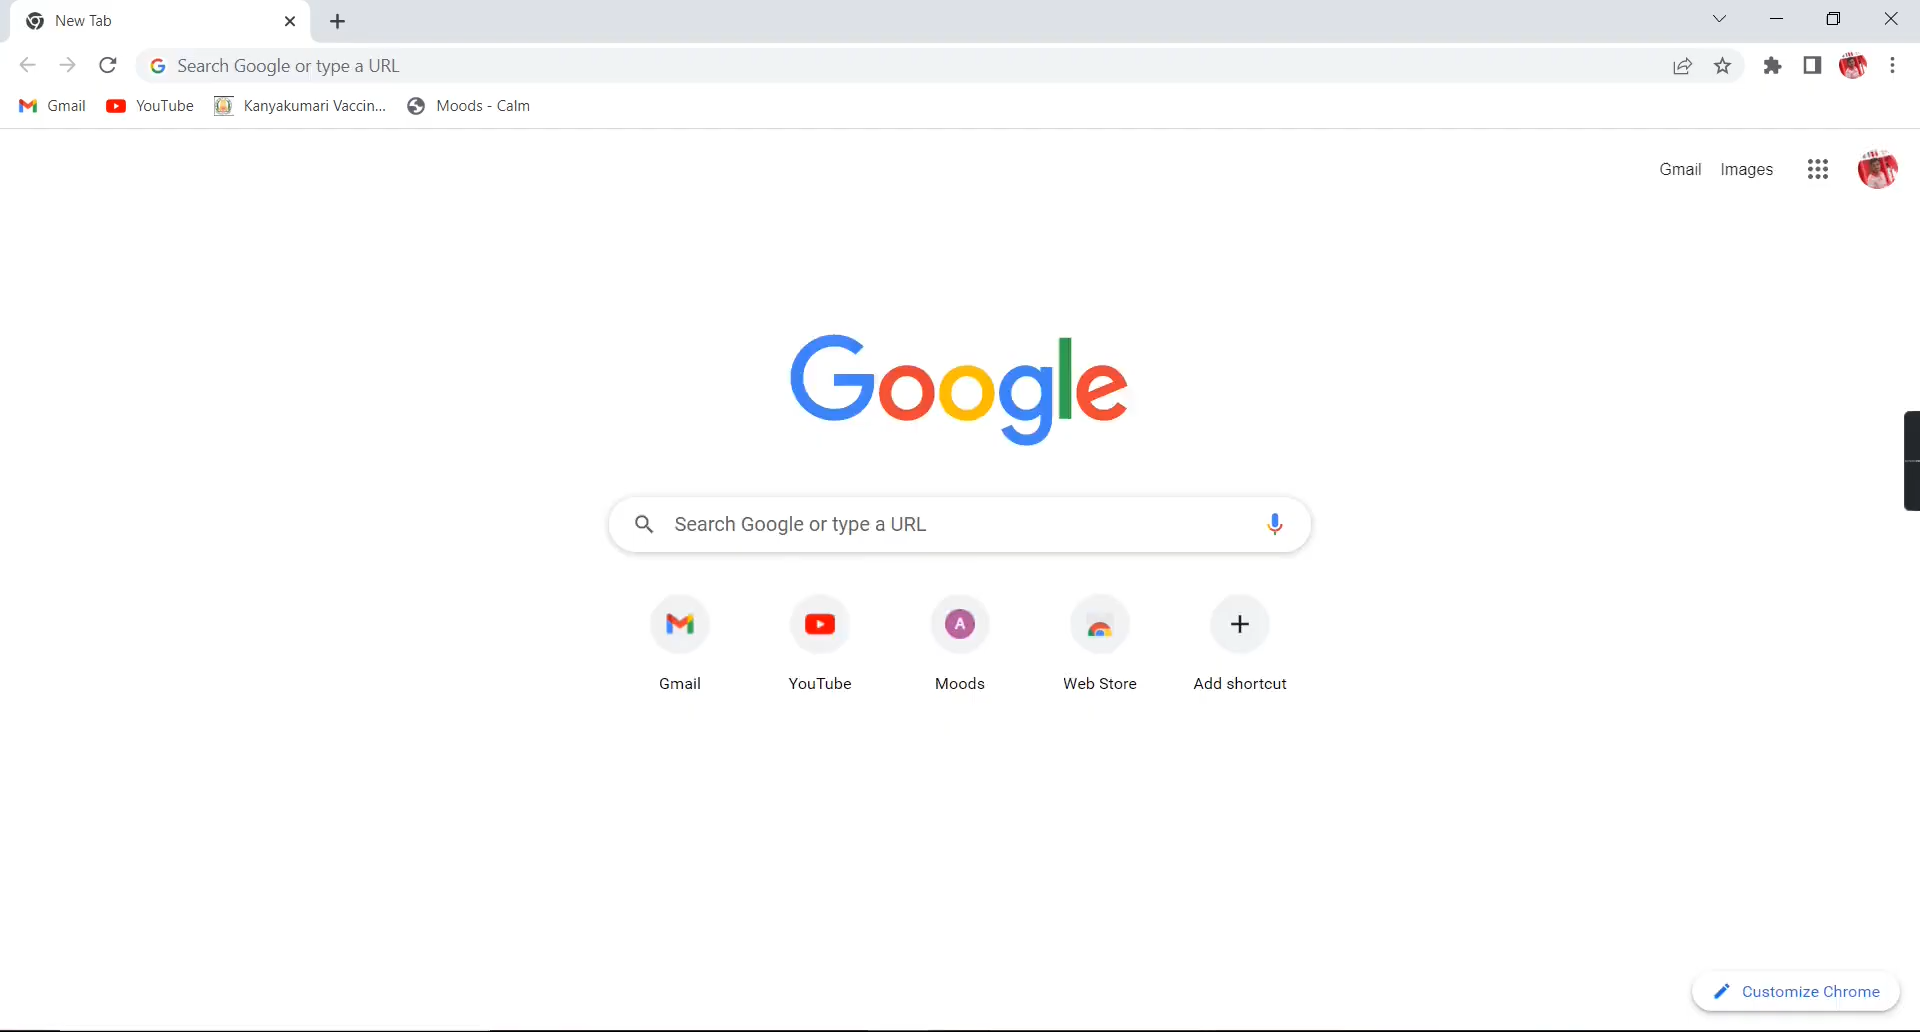 New Tab
Search Google or type a URL
Gmail YouTube Kanyakumari Vaccin... Moods - Calm
Gmail Images
Google
Search Google or type a URL
A
Gmail YouTube Moods Web Store Add shortcut
Customize Chrome